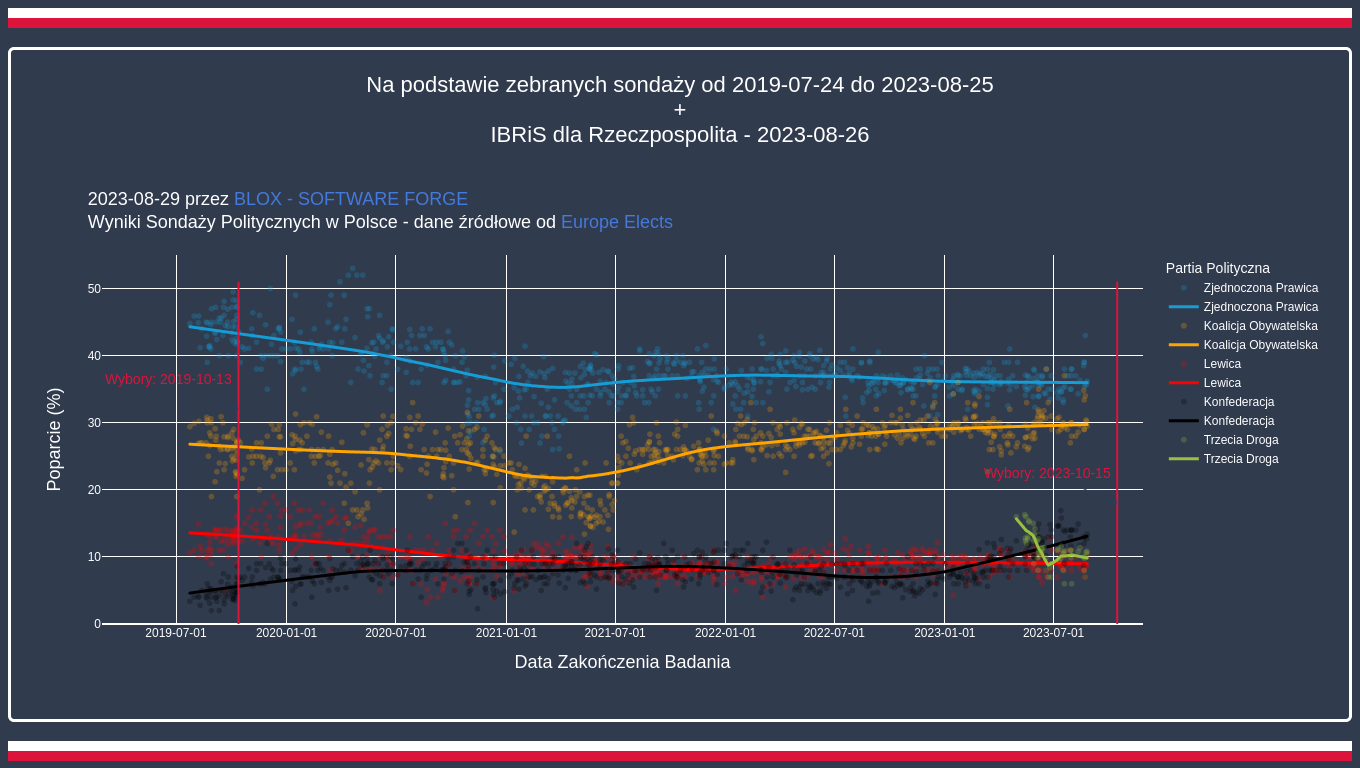 Na podstawie zebranych sondaży od 2019-07-24 do 2023-08-25
+
IBRiS dla Rzeczpospolita - 2023-08-26
2023-08-29 przez BLOX - SOFTWARE FORGE
Wyniki Sondaży Politycznych w Polsce - dane źródłowe od Europe Elects
Partia Polityczna
Zjednoczona Prawica
Zjednoczona Prawica
Koalicja Obywatelska
Koalicja Obywatelska
Lewica
Lewica
Konfederacja
Konfederacja
Trzecia Droga
Trzecia Droga
Poparcie (%)
50
40
30
20
10
0
Wybory: 2019-10-13
Wybory: 2023-10-15
2019-07-01
2020-01-01
2020-07-01
2021-01-01
2021-07-01
2022-01-01
2022-07-01
2023-01-01
2023-07-01
Data Zakończenia Badania